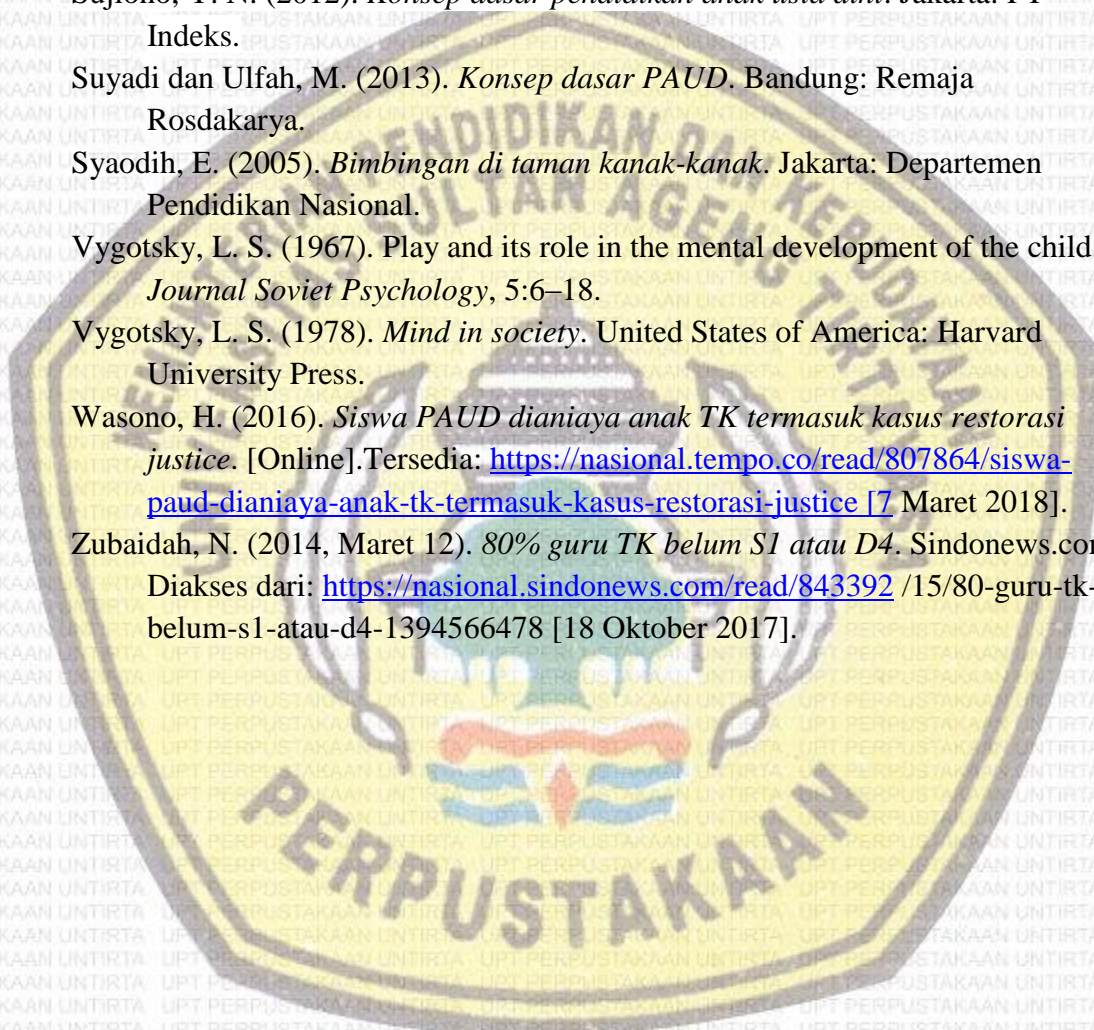 Indeks.
Suyadi dan Ulfah, M. (2013). Konsep dasar PAUD. Bandung: Remaja
Rosdakarya.
Syaodih, E. (2005). Bimbingan di taman kanak-kanak. Jakarta: Departemen
Pendidikan Nasional.
Vygotsky, L. S. (1967). Play and its role in the mental development of the child
Journal Soviet Psychology, 5:6–18.
Vygotsky, L. S. (1978). Mind in society. United States of America: Harvard
University Press.
Wasono, H. (2016). Siswa PAUD dianiaya anak TK termasuk kasus restorasi
justice. [Online].Tersedia: https://nasional.tempo.co/read/807864/siswa-
paud-dianiaya-anak-tk-termasuk-kasus-restorasi-justice [7 Maret 2018].
Zubaidah, N. (2014, Maret 12). 80% guru TK belum S1 atau D4.
Diakses dari: https://nasional.sindonews.com/read/843392 /15/80-guru-tk-
belum-s1-atau-d4-1394566478 [18 Oktober 2017].
PERPUSTAKAAN